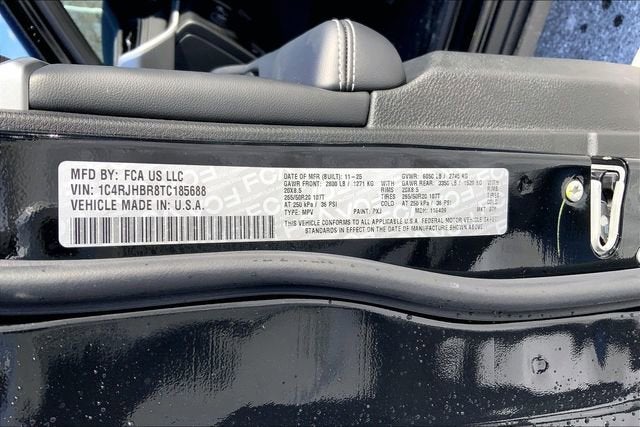 MFD BY: FCA US LLC
VIN: 1C4RJHBR8TC185688
VEHICLE MADE IN: U.S.A.
DATE OF MFR (BUILT): 11-25
GVWR: 6050 LB / 2745 KG
GAWR FRONT: 2800 LB / 1271 KG
WITH
GAWR REAR: 3350 LB / 1520 KG
WITH
20X8.5
RIMS
20X8.5
RIMS
265/50R20 107T
TIRES
265/50R20 107T
TIRES
AT 250 kPa / 36 PSI
COLD
AT 250 kPa / 36 PSI
COLD
TYPE: MPV
PAINT: PXJ
MDH:
THIS VEHICLE CONFORMS TO ALL APPLICABLE U.S.A. FEDERAL MOTOR VEHICLE SAFETY
STANDARDS IN EFFECT ON THE DATE OF MANUFACTURE SHOWN ABOVE.